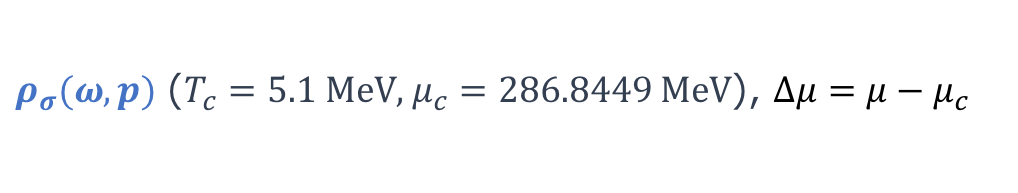 ρ_σ(ω, p) (T_c = 5.1 MeV, μ_c = 286.8449 MeV), Δμ = μ − μ_c